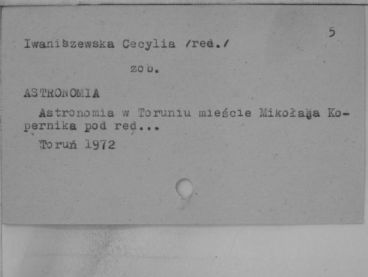 5
Iwaniszewska Cecylia /red./
zob.
ASTRONOMIA
Astronomia w Toruniu mieście Mikołaja Ko-
pernika pod red...
Toruń 1972